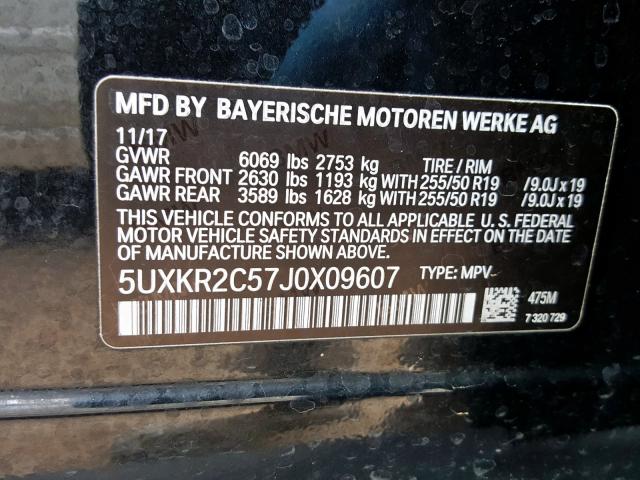 MFD BY BAYERISCHE MOTOREN WERKE AG
11/17
GVWR 6069 lbs 2753 kg TIRE / RIM
GAWR FRONT 2630 lbs 1193 kg WITH 255/50 R19 /9.0J x 19
GAWR REAR 3589 lbs 1628 kg WITH 255/50 R19 /9.0J x 19
THIS VEHICLE CONFORMS TO ALL APPLICABLE U.S. FEDERAL
MOTOR VEHICLE SAFETY STANDARDS IN EFFECT ON THE DATE
OF MANUFACTURE SHOWN ABOVE.
5UXKR2C57J0X09607 TYPE: MPV
475M
7 320 729